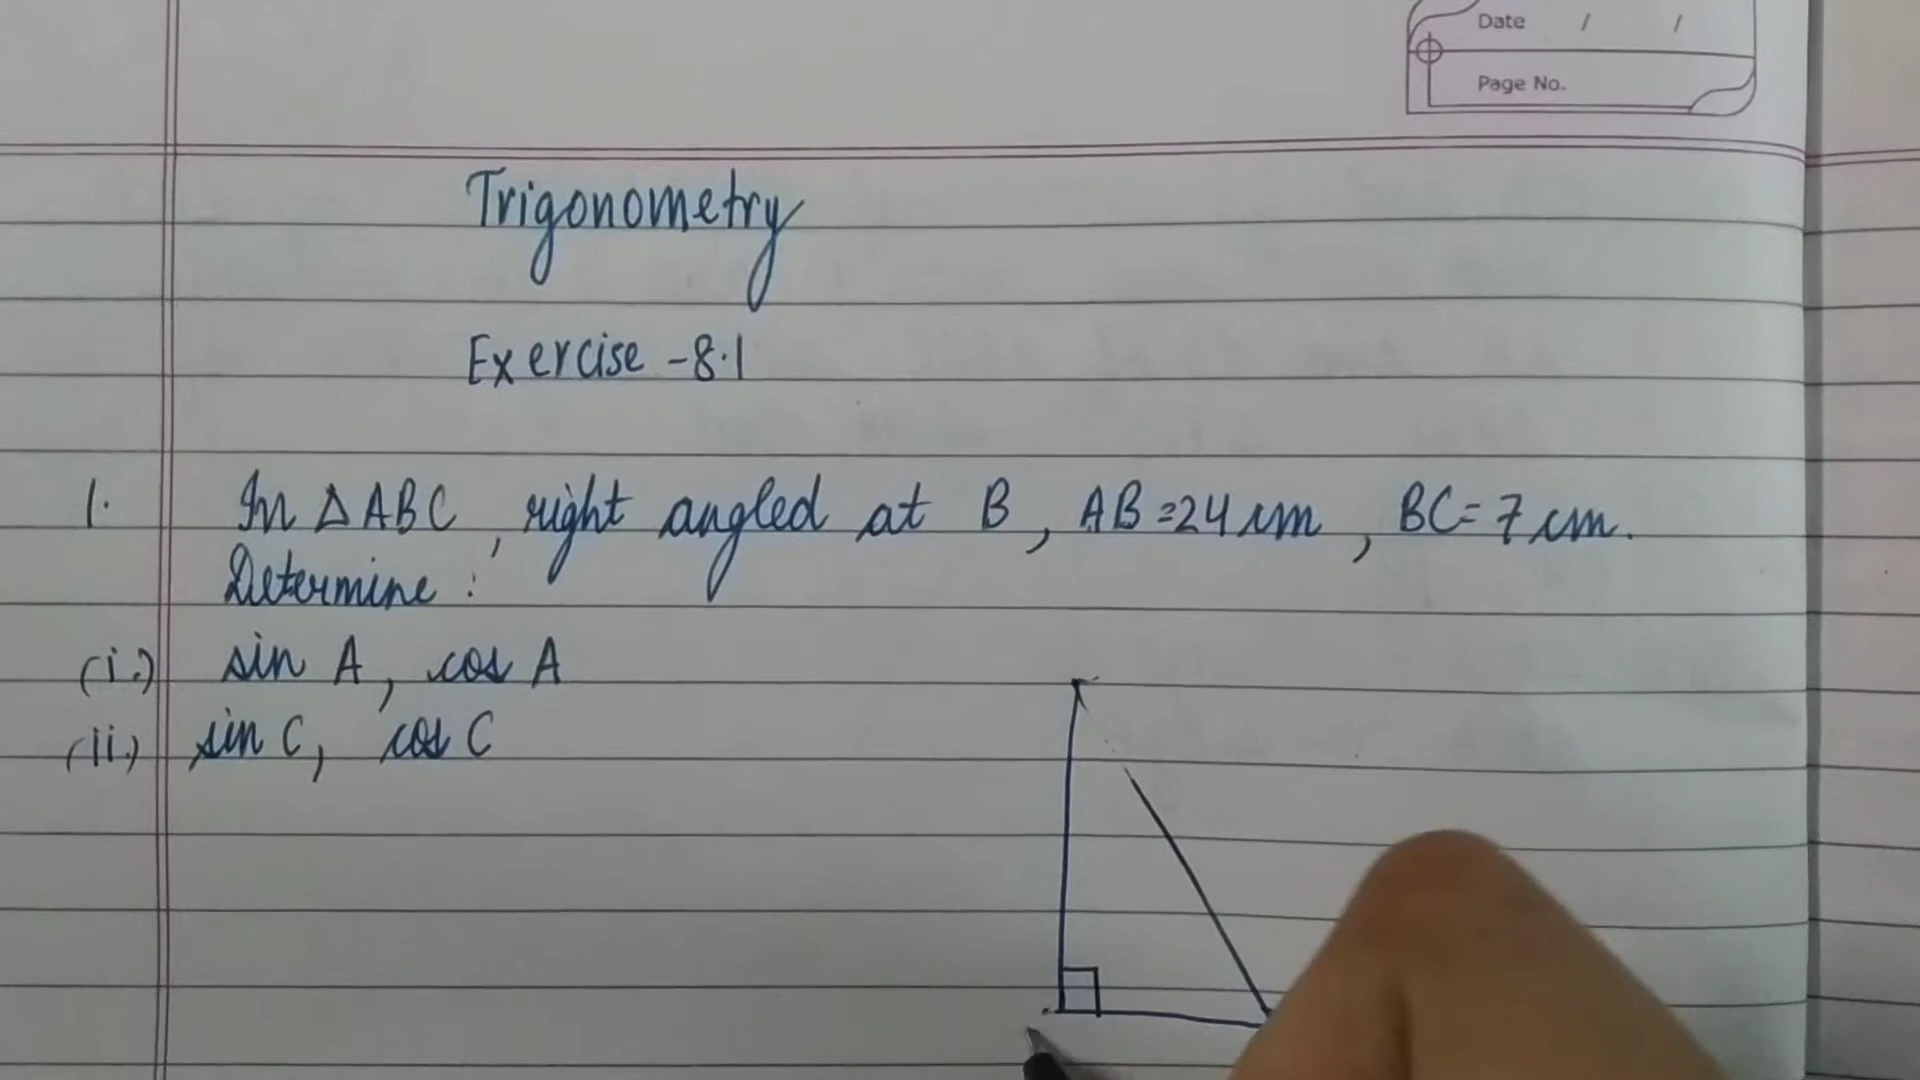 Date / /
Page No.
Trigonometry
Exercise -8.1
1. In △ABC, right angled at B, AB=24 cm, BC=7 cm.
Determine :
(i.) sin A, cos A
(ii.) sin C, cos C